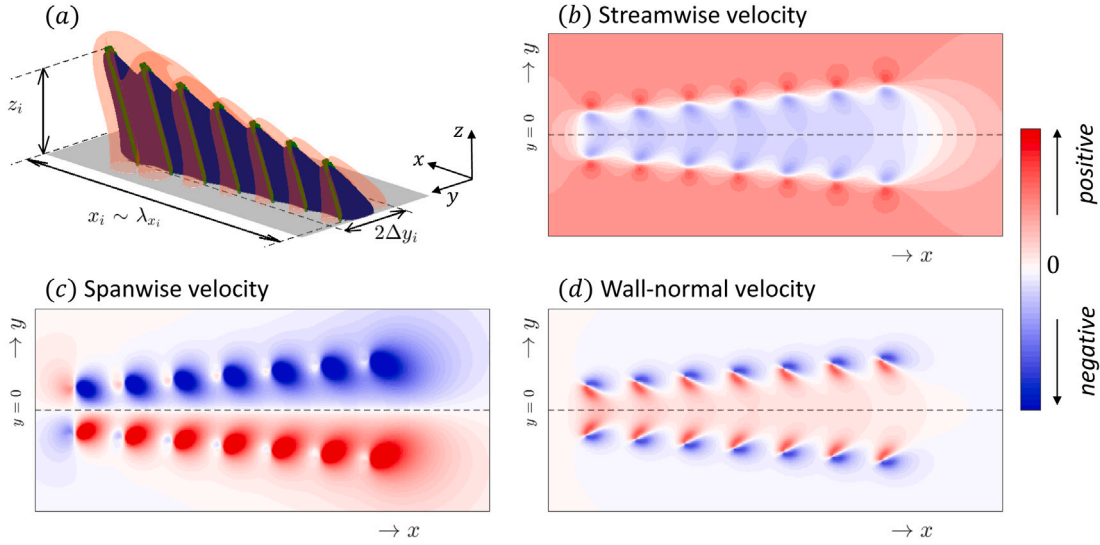 (a)
z_i
x_i ∼ λ_{x_i}
2Δy_i
z
x
y
(b) Streamwise velocity
→ y
y = 0
→ x
(c) Spanwise velocity
→ y
y = 0
→ x
(d) Wall-normal velocity
→ y
y = 0
→ x
positive
0
negative